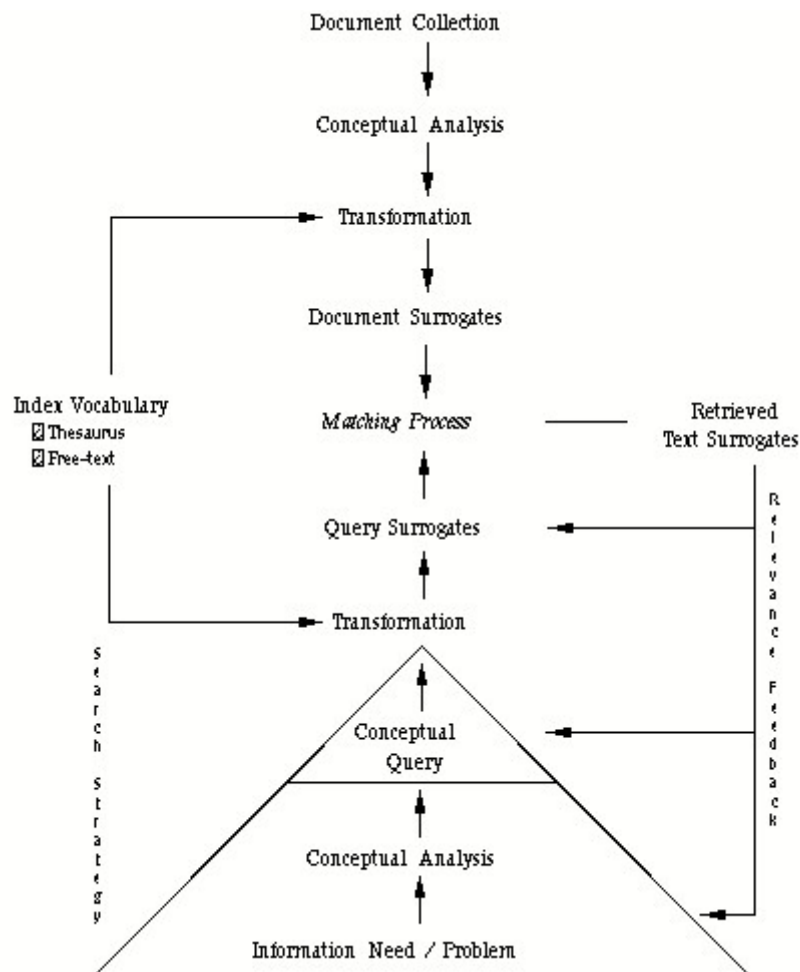 Document Collection
Conceptual Analysis
Transformation
Document Surrogates
Index Vocabulary
Thesaurus
Free-text
Matching Process
Retrieved
Text Surrogates
Query Surrogates
Transformation
Relevance Feedback
Search Strategy
Conceptual
Query
Conceptual Analysis
Information Need / Problem